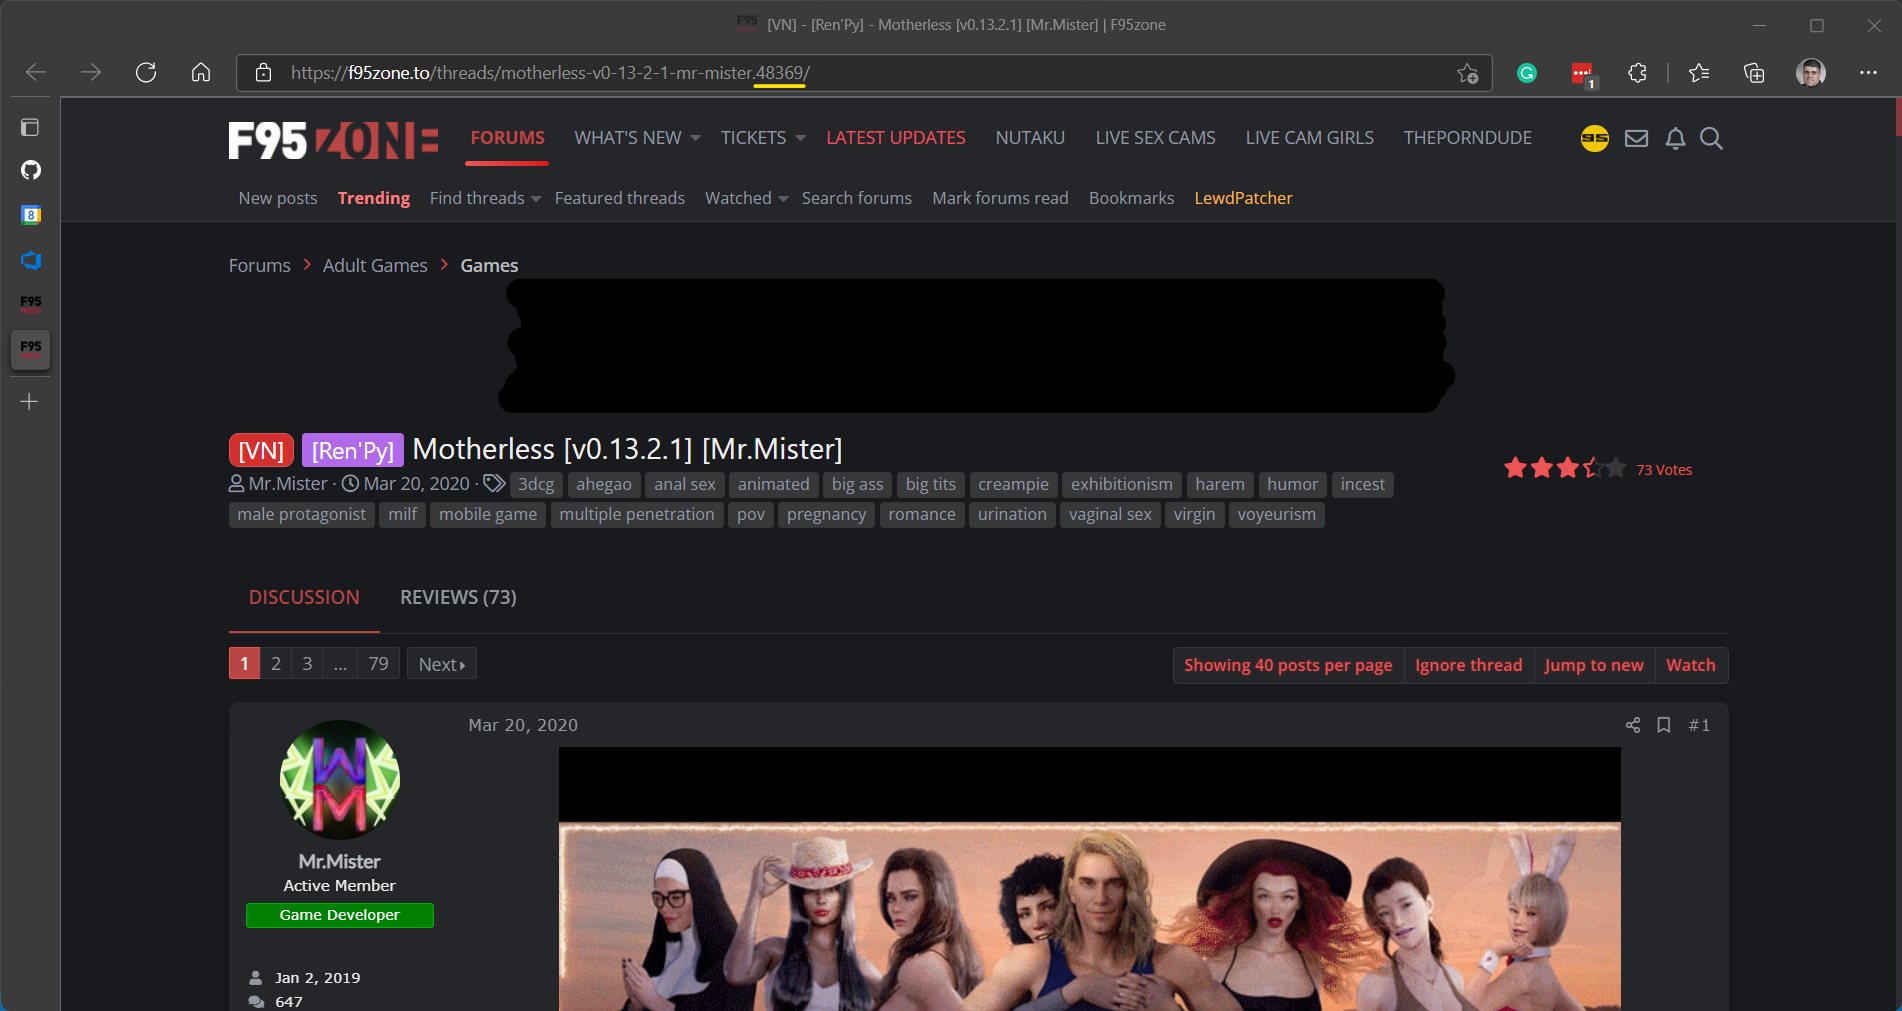 [VN] - [Ren'Py] - Motherless [v0.13.2.1] [Mr.Mister] | F95zone
https://f95zone.to/threads/motherless-v0-13-2-1-mr-mister.48369/
1
F95 ZONE
FORUMS WHAT'S NEW TICKETS LATEST UPDATES NUTAKU LIVE SEX CAMS LIVE CAM GIRLS THEPORNDUDE
95
New posts Trending Find threads Featured threads Watched Search forums Mark forums read Bookmarks LewdPatcher
8
F95
F95
Forums Adult Games Games
[VN] [Ren'Py] Motherless [v0.13.2.1] [Mr.Mister]
73 Votes
Mr.Mister · Mar 20, 2020 · 3dcg ahegao anal sex animated big ass big tits creampie exhibitionism harem humor incest
male protagonist milf mobile game multiple penetration pov pregnancy romance urination vaginal sex virgin voyeurism
DISCUSSION REVIEWS (73)
1 2 3 ... 79 Next
Showing 40 posts per page Ignore thread Jump to new Watch
Mar 20, 2020 #1
WM
Mr.Mister
Active Member
Game Developer
Jan 2, 2019
647